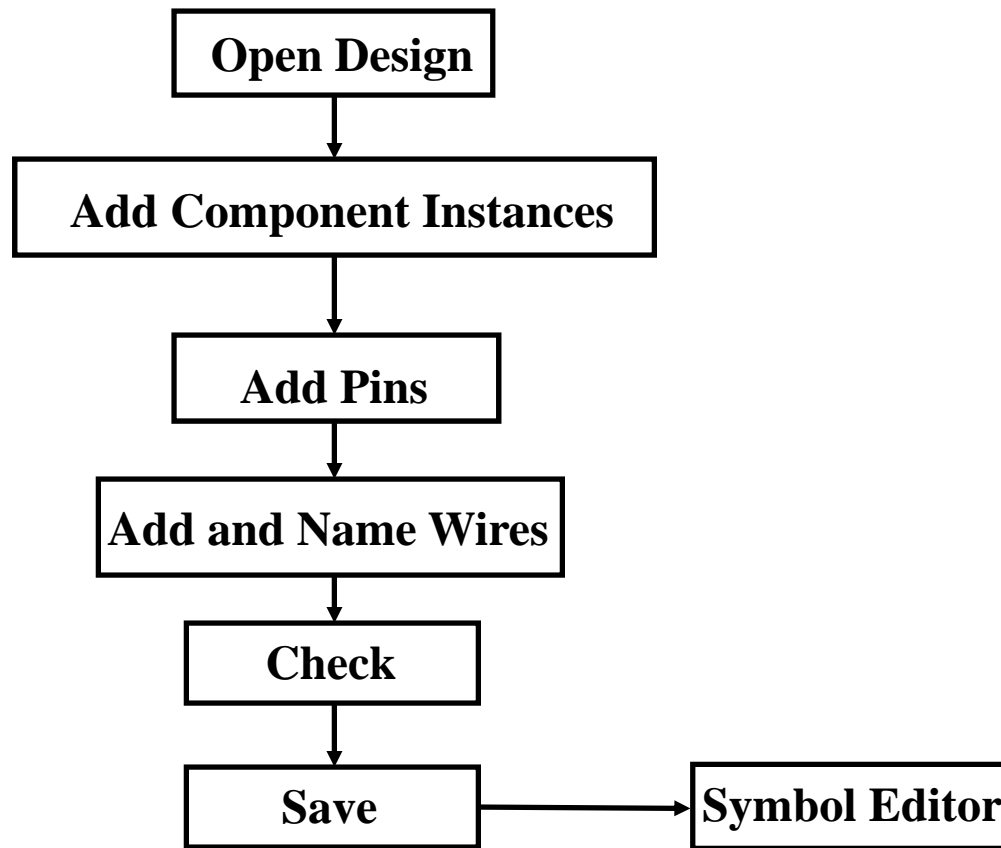 Open Design
Add Component Instances
Add Pins
Add and Name Wires
Check
Save
Symbol Editor